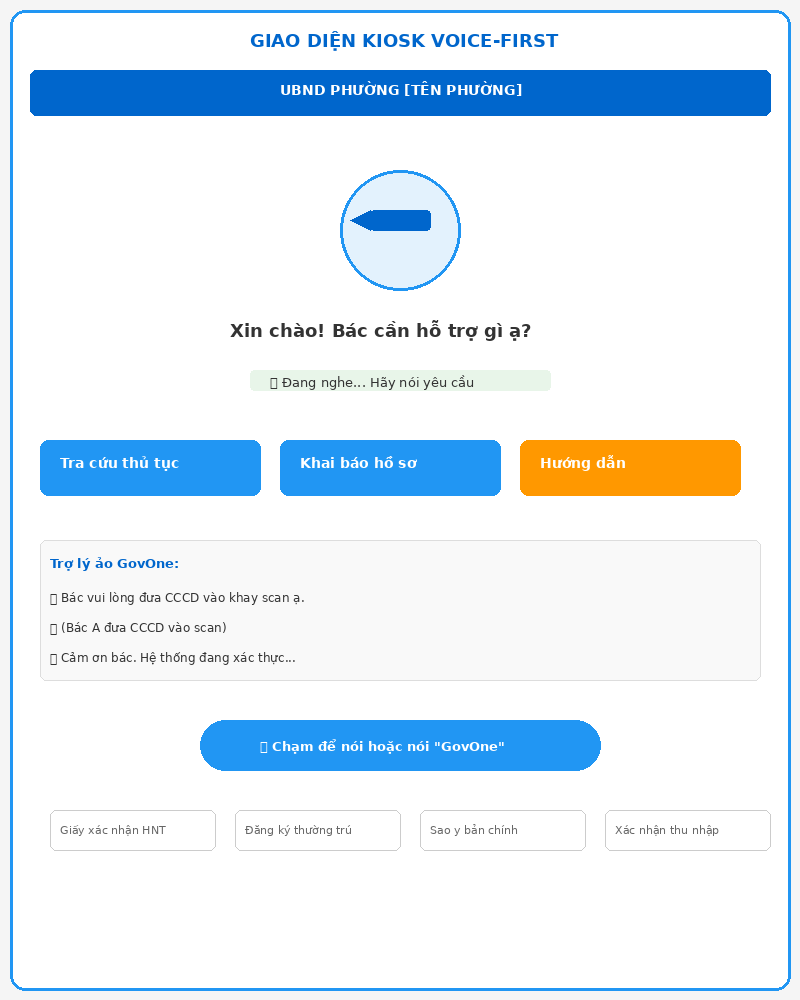 GIAO DIỆN KIOSK VOICE-FIRST
UBND PHƯỜNG [TÊN PHƯỜNG]
Xin chào! Bác cần hỗ trợ gì ạ?
Đang nghe... Hãy nói yêu cầu
Tra cứu thủ tục
Khai báo hồ sơ
Hướng dẫn
Trợ lý ảo GovOne:
Bác vui lòng đưa CCCD vào khay scan ạ.
(Bác A đưa CCCD vào scan)
Cảm ơn bác. Hệ thống đang xác thực...
Chạm để nói hoặc nói "GovOne"
Giấy xác nhận HNT
Đăng ký thường trú
Sao y bản chính
Xác nhận thu nhập